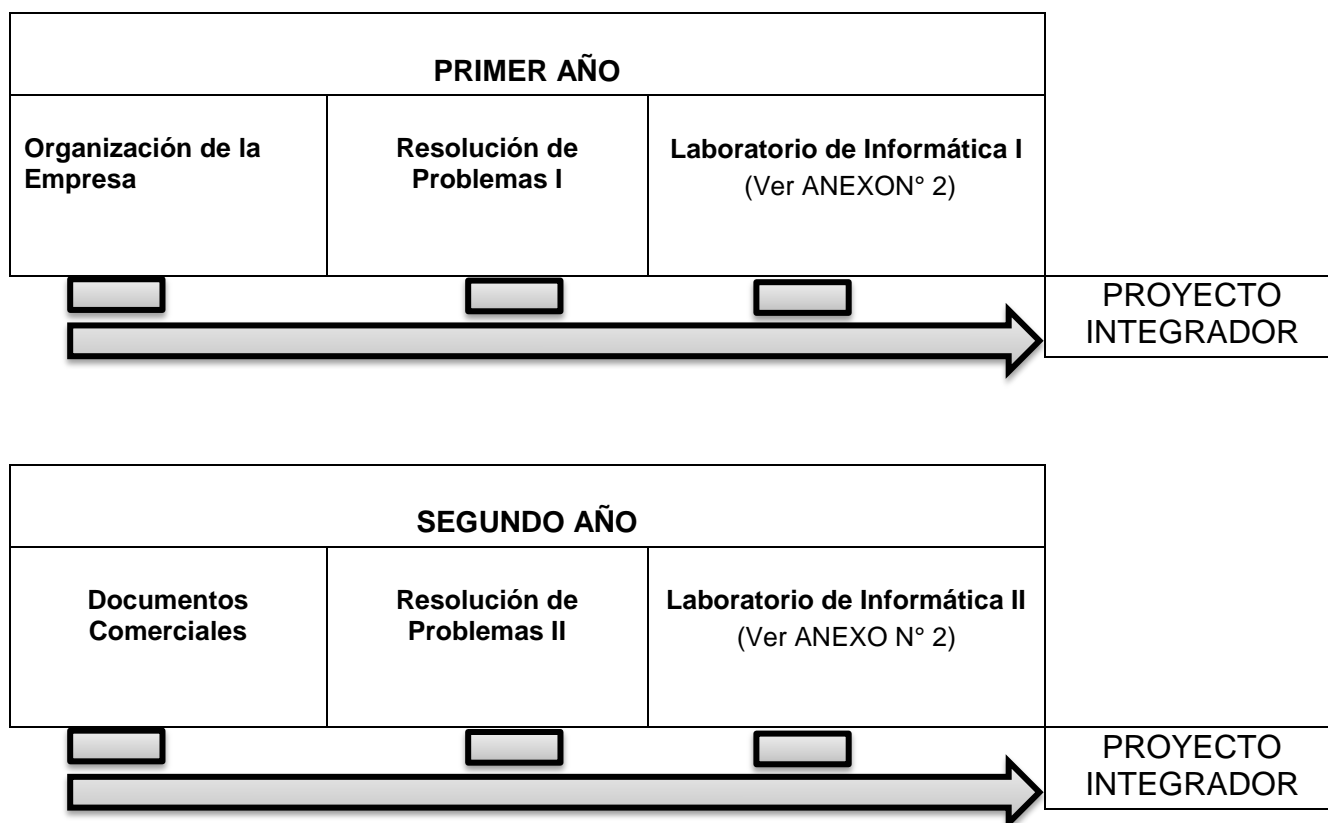 PRIMER AÑO
Organización de la
Empresa
Resolución de
Problemas I
Laboratorio de Informática I
(Ver ANEXON° 2)
PROYECTO
INTEGRADOR
SEGUNDO AÑO
Documentos
Comerciales
Resolución de
Problemas II
Laboratorio de Informática II
(Ver ANEXO N° 2)
PROYECTO
INTEGRADOR